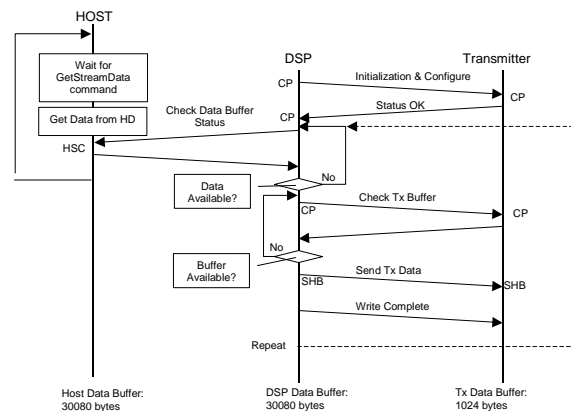 HOST
DSP
Transmitter
Wait for
GetStreamData
command
Get Data from HD
HSC
Check Data Buffer
Status
CP
Initialization & Configure
CP
Status OK
CP
No
Data
Available?
CP
Check Tx Buffer
CP
No
Buffer
Available?
Send Tx Data
SHB
SHB
Write Complete
Repeat
Host Data Buffer:
30080 bytes
DSP Data Buffer:
30080 bytes
Tx Data Buffer:
1024 bytes